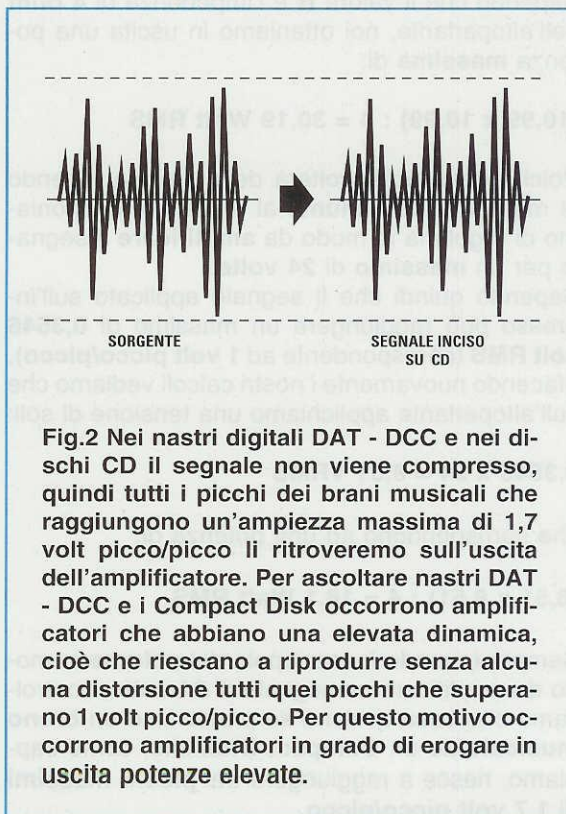 SORGENTE
SEGNALE INCISO
SU CD
Fig.2 Nei nastri digitali DAT - DCC e nei di-
schi CD il segnale non viene compresso,
quindi tutti i picchi dei brani musicali che
raggiungono un'ampiezza massima di 1,7
volt picco/picco li ritroveremo sull'uscita
dell'amplificatore. Per ascoltare nastri DAT
- DCC e i Compact Disk occorrono amplifi-
catori che abbiano una elevata dinamica,
cioè che riescano a riprodurre senza alcu-
na distorsione tutti quei picchi che supera-
no 1 volt picco/picco. Per questo motivo oc-
corrono amplificatori in grado di erogare in
uscita potenze elevate.